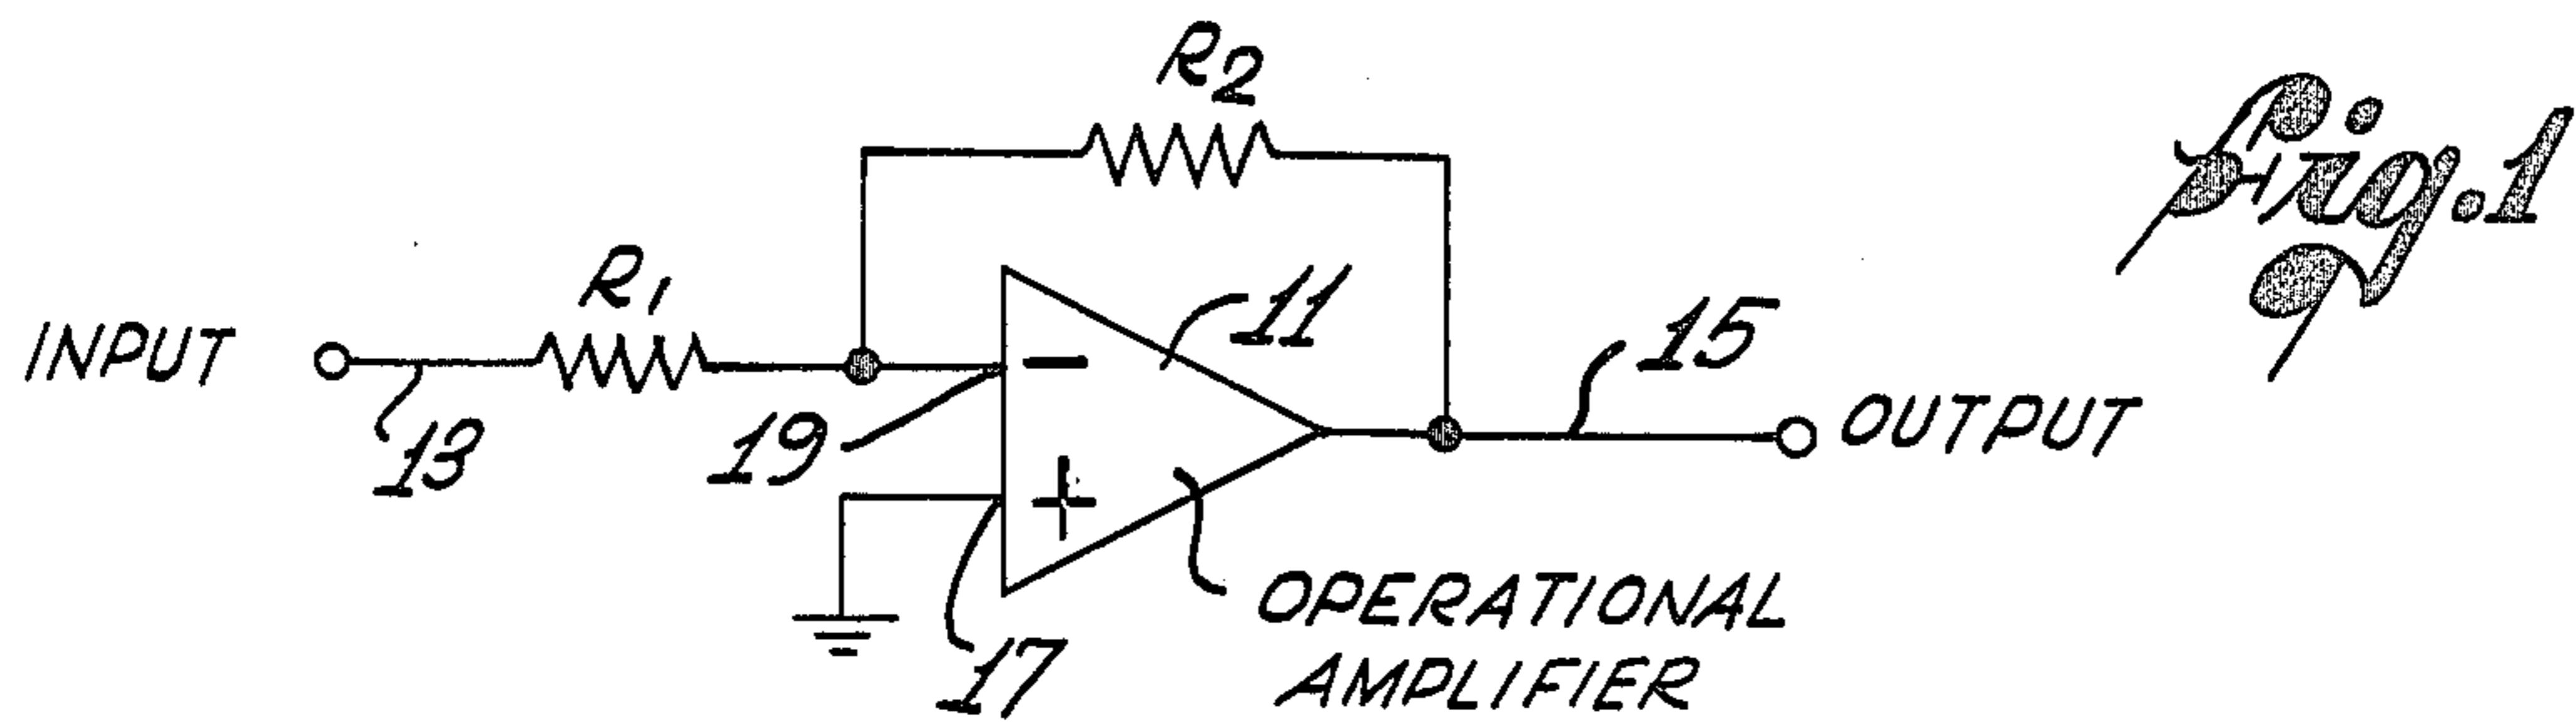 R2
Fig.1
R1
11
INPUT
15
13
19
OUTPUT
−
+
17
OPERATIONAL
AMPLIFIER